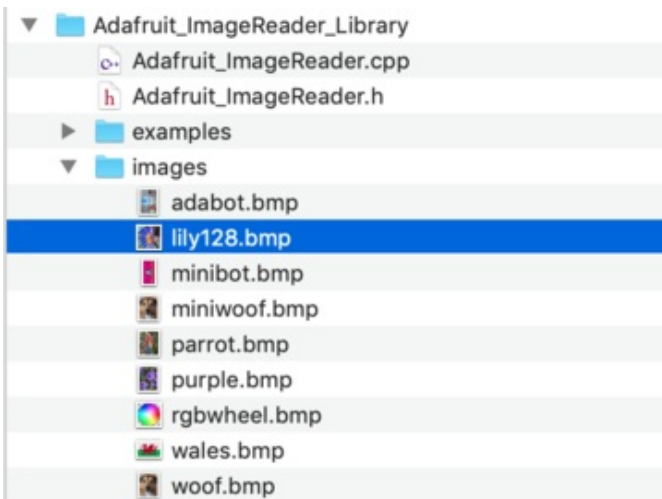 Adafruit_ImageReader_Library
Adafruit_ImageReader.cpp
Adafruit_ImageReader.h
examples
images
adabot.bmp
lily128.bmp
minibot.bmp
miniwoof.bmp
parrot.bmp
purple.bmp
rgbwheel.bmp
wales.bmp
woof.bmp